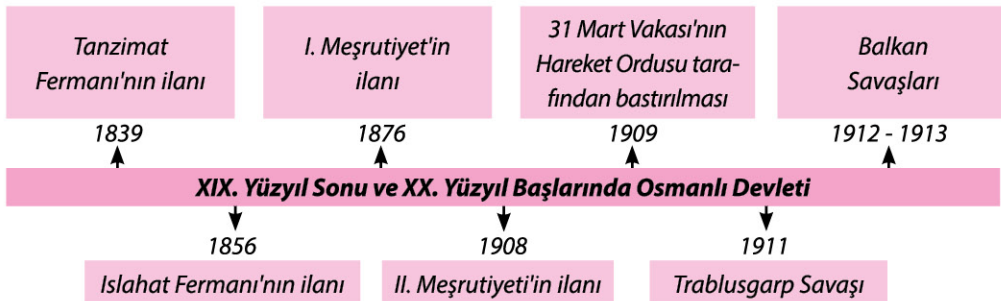 Tanzimat
Fermanı'nın ilanı
1839
I. Meşrutiyet'in
ilanı
1876
31 Mart Vakası'nın
Hareket Ordusu tara-
fından bastırılması
1909
Balkan
Savaşları
1912 - 1913
XIX. Yüzyıl Sonu ve XX. Yüzyıl Başlarında Osmanlı Devleti
1856
Islahat Fermanı'nın ilanı
1908
II. Meşrutiyeti'in ilanı
1911
Trablusgarp Savaşı